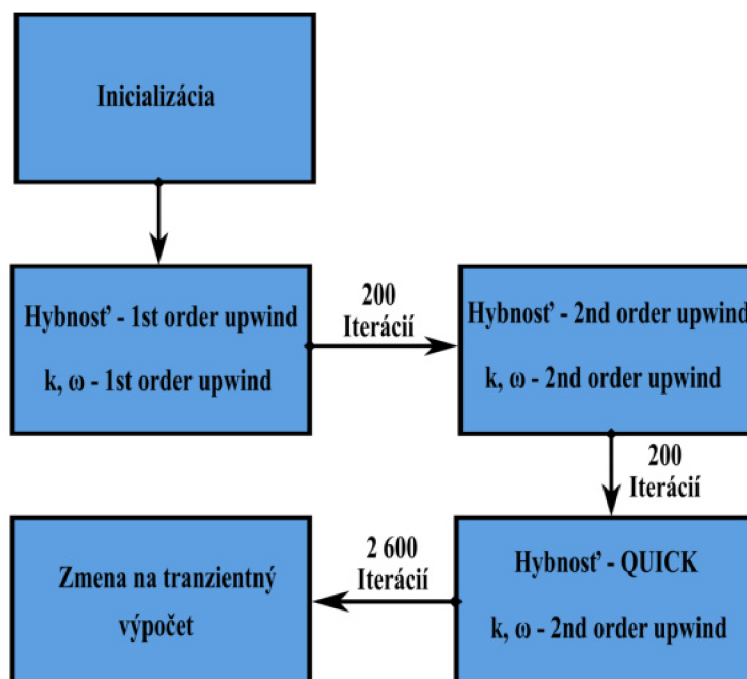 Inicializácia
Hybnosť - 1st order upwind
k, ω - 1st order upwind
200
Iterácií
Hybnosť - 2nd order upwind
k, ω - 2nd order upwind
200
Iterácií
Hybnosť - QUICK
k, ω - 2nd order upwind
2 600
Iterácií
Zmena na tranzientný
výpočet